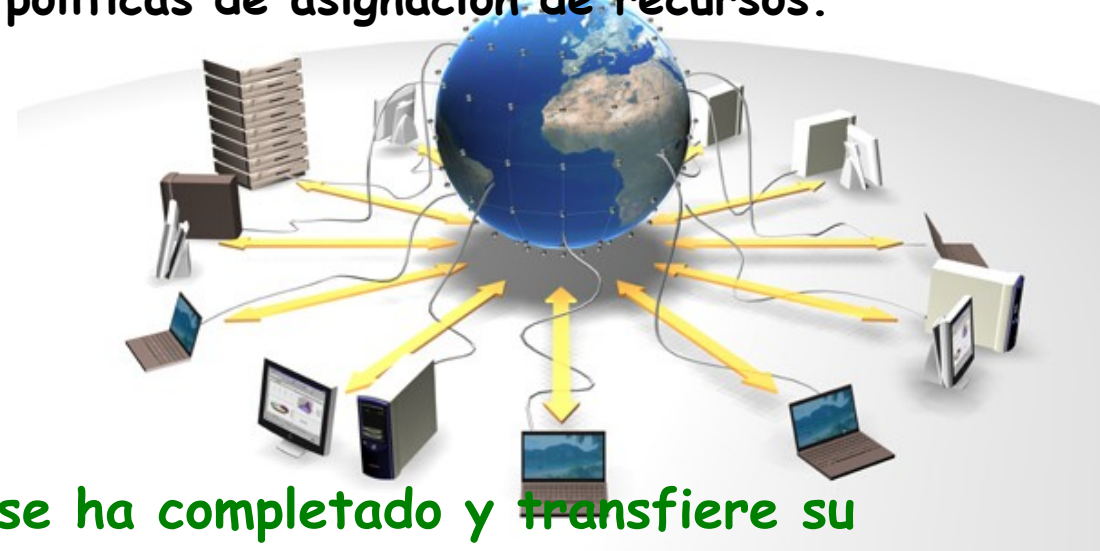 políticas de asignación de recursos.
se ha completado y transfiere su